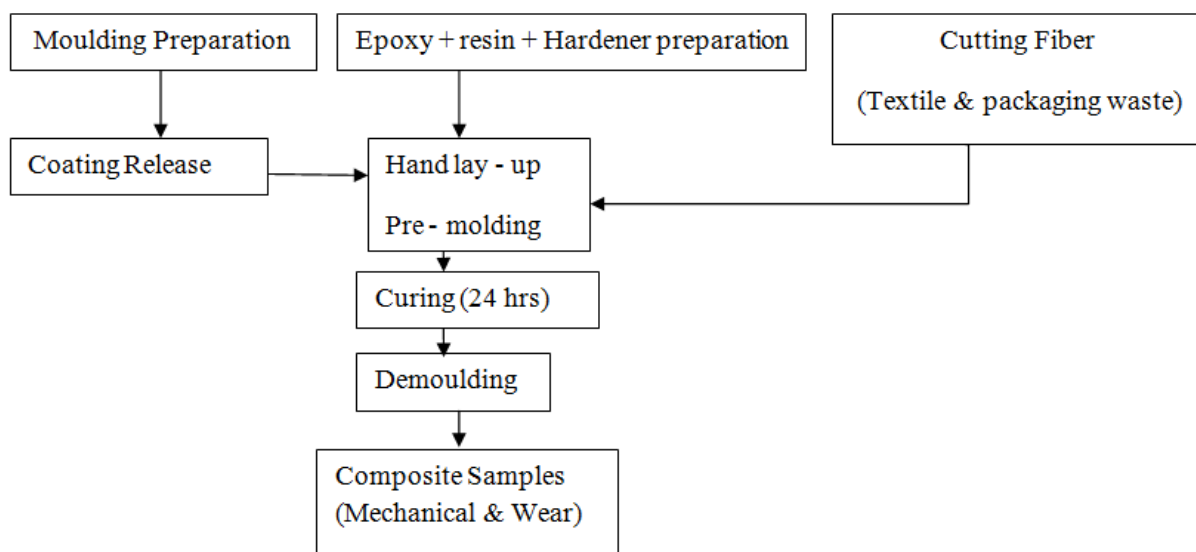 Moulding Preparation
Epoxy + resin + Hardener preparation
Cutting Fiber
(Textile & packaging waste)
Coating Release
Hand lay - up
Pre - molding
Curing (24 hrs)
Demoulding
Composite Samples
(Mechanical & Wear)